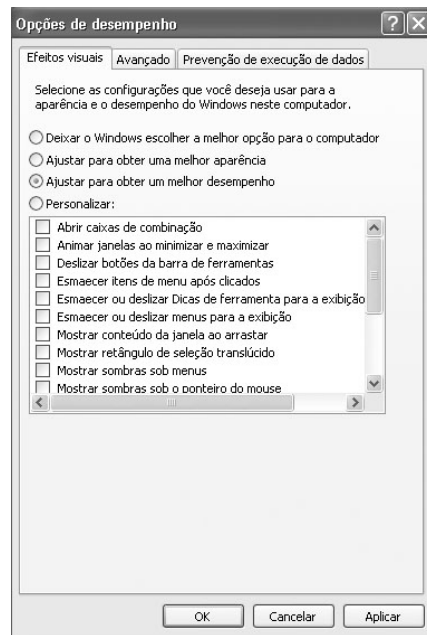 Opções de desempenho
Efeitos visuais Avançado Prevenção de execução de dados
Selecione as configurações que você deseja usar para a
aparência e o desempenho do Windows neste computador.
Deixar o Windows escolher a melhor opção para o computador
Ajustar para obter uma melhor aparência
Ajustar para obter um melhor desempenho
Personalizar:
Abrir caixas de combinação
Animar janelas ao minimizar e maximizar
Deslizar botões da barra de ferramentas
Esmaecer itens de menu após clicados
Esmaecer ou deslizar Dicas de ferramenta para a exibição
Esmaecer ou deslizar menus para a exibição
Mostrar conteúdo da janela ao arrastar
Mostrar retângulo de seleção translúcido
Mostrar sombras sob menus
Mostrar sombras sob o ponteiro do mouse
OK Cancelar Aplicar